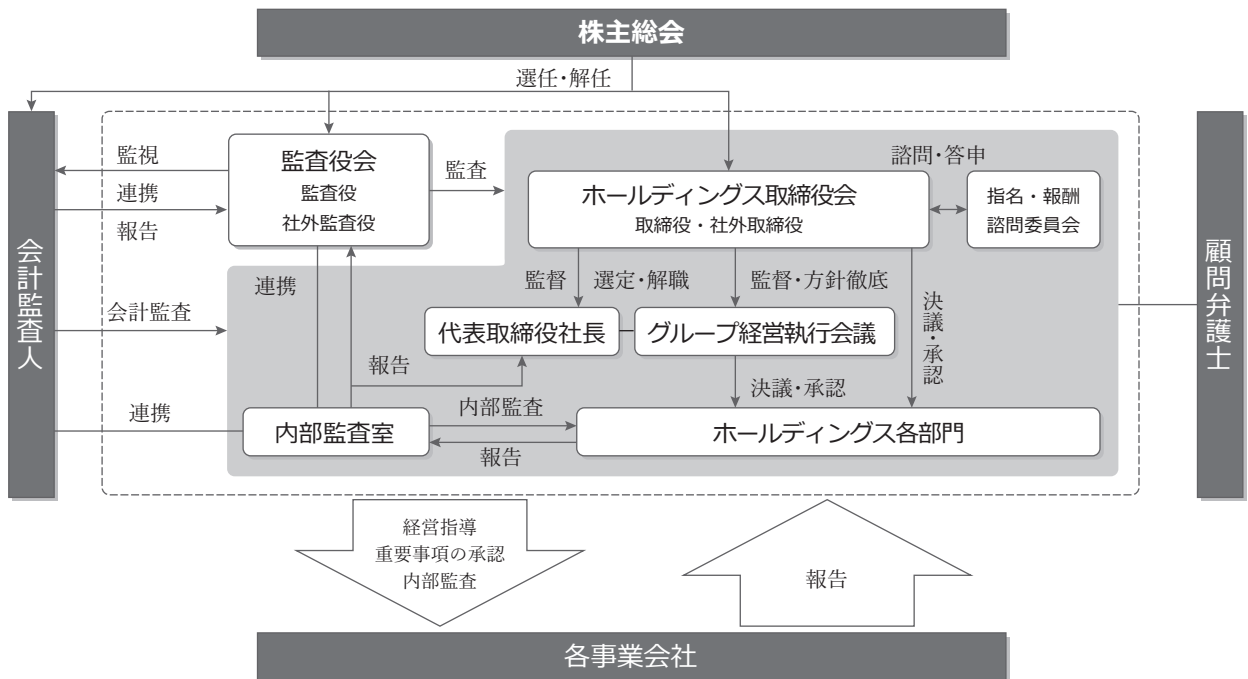 株主総会
選任・解任
監査役会
監査役
社外監査役
監視
連携
報告
監査
諮問・答申
ホールディングス取締役会
取締役・社外取締役
指名・報酬
諮問委員会
会計監査人
顧問弁護士
連携
監督
選定・解職
監督・方針徹底
決議・承認
会計監査
代表取締役社長
グループ経営執行会議
報告
決議・承認
連携
内部監査室
内部監査
報告
ホールディングス各部門
経営指導
重要事項の承認
内部監査
報告
各事業会社